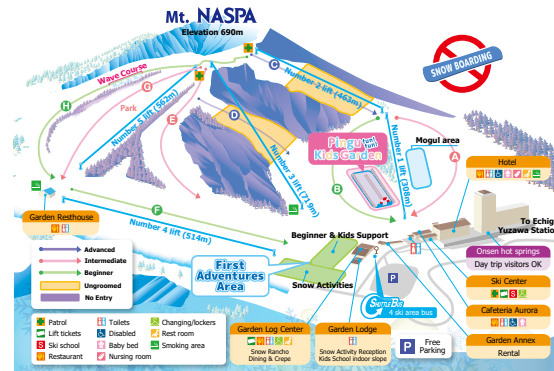 Mt. NASPA
Elevation 690m
SNOW BOARDING
Wave Course
H
G
Park
E
C
D
Number 2 lift (463m)
Number 5 lift (562m)
Number 3 lift (719m)
Number 1 lift (308m)
Mogul area
A
B
Pingu fun! fun!
Kids Garden
Hotel
Garden Resthouse
F
Number 4 lift (514m)
Beginner & Kids Support
First
Adventures
Area
Snow Activities
To Echig
Yuzawa Statio
Onsen hot springs
Day trip visitors OK
Ski Center
Cafeteria Aurora
Garden Annex
Rental
Advanced
Intermediate
Beginner
Ungroomed
No Entry
Patrol
Lift tickets
Ski school
Restaurant
Toilets
Disabled
Baby bed
Nursing room
Changing/lockers
Rest room
Smoking area
P
SHUTTLE BUS
4 ski area bus
Garden Log Center
Snow Rancho
Dining & Crepe
Garden Lodge
Snow Activity Reception
Kids School indoor slope
P
Free
Parking